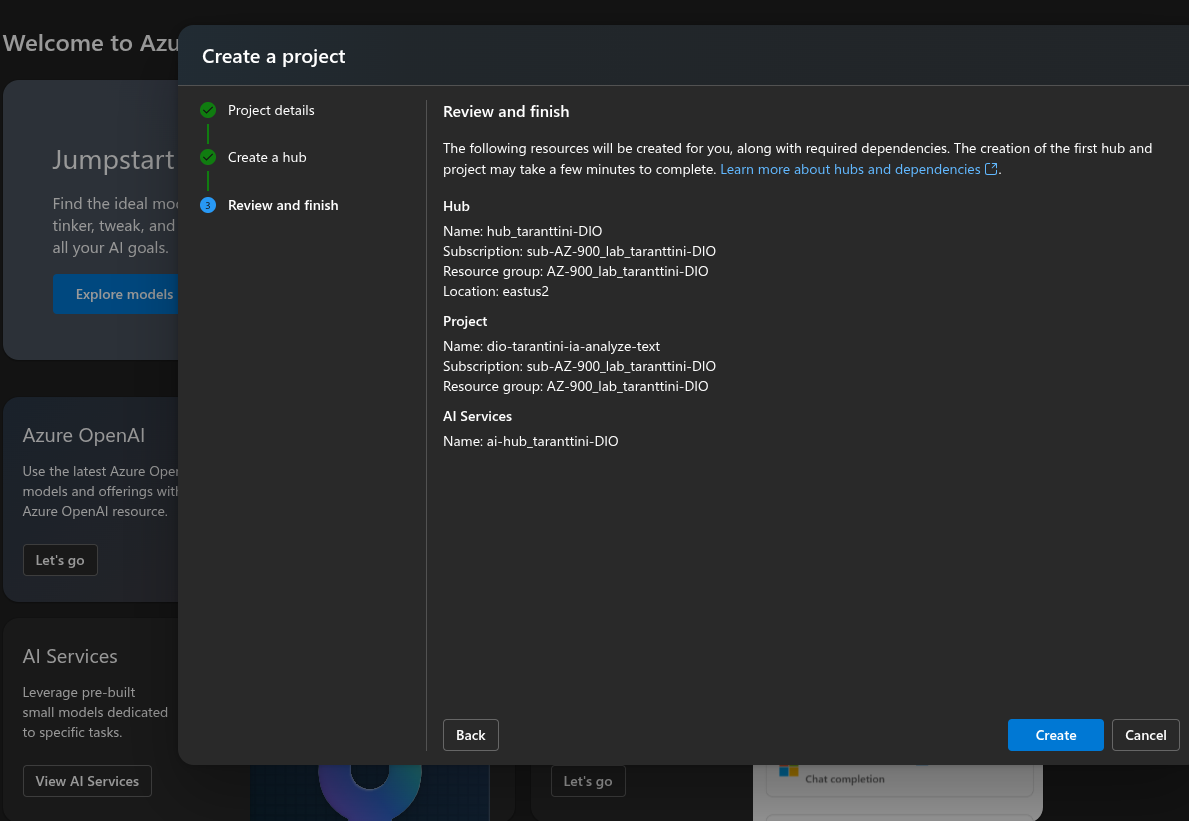 Welcome to Azu
Create a project
Project details
Create a hub
3
Review and finish
Review and finish
The following resources will be created for you, along with required dependencies. The creation of the first hub and
project may take a few minutes to complete. Learn more about hubs and dependencies.
Hub
Name: hub_taranttini-DIO
Subscription: sub-AZ-900_lab_taranttini-DIO
Resource group: AZ-900_lab_taranttini-DIO
Location: eastus2
Project
Name: dio-tarantini-ia-analyze-text
Subscription: sub-AZ-900_lab_taranttini-DIO
Resource group: AZ-900_lab_taranttini-DIO
AI Services
Name: ai-hub_taranttini-DIO
Back
Create
Cancel
Jumpstart
Find the ideal mod
tinker, tweak, and
all your AI goals.
Explore models
Azure OpenAI
Use the latest Azure Open
models and offerings with
Azure OpenAI resource.
Let's go
AI Services
Leverage pre-built
small models dedicated
to specific tasks.
View AI Services
Let's go
Chat completion